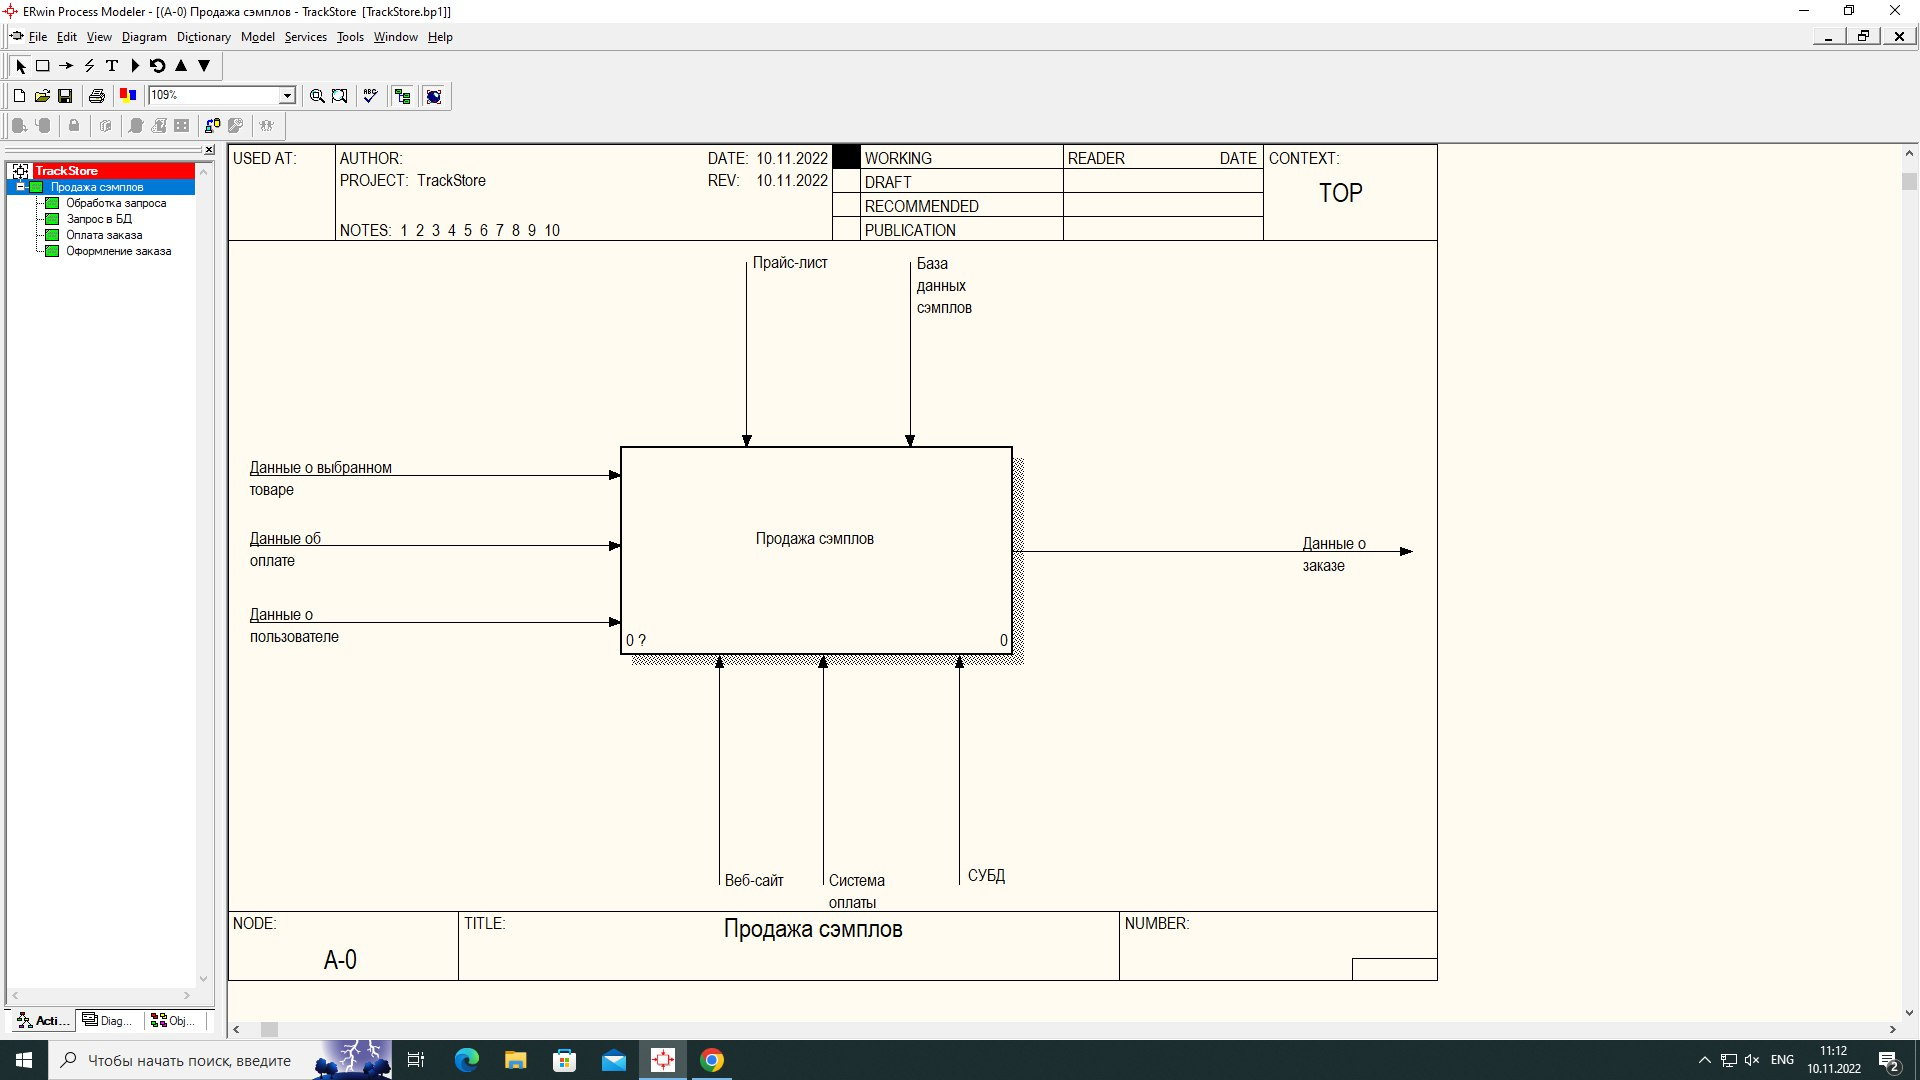 ERwin Process Modeler - [(A-0) Продажа сэмплов - TrackStore  [TrackStore.bp1]]
File Edit View Diagram Dictionary Model Services Tools Window Help
109%
ABC
TrackStore
Продажа сэмплов
Обработка запроса
Запрос в БД
Оплата заказа
Оформление заказа
Acti...
Diag...
Obj...
USED AT:
AUTHOR:
DATE: 10.11.2022
PROJECT: TrackStore
REV: 10.11.2022
NOTES: 1 2 3 4 5 6 7 8 9 10
WORKING
DRAFT
RECOMMENDED
PUBLICATION
READER
DATE
CONTEXT:
TOP
Прайс-лист
База
данных
сэмплов
Данные о выбранном
товаре
Данные об
оплате
Данные о
пользователе
Продажа сэмплов
0 ?
0
Данные о
заказе
Веб-сайт
Система
оплаты
СУБД
NODE:
A-0
TITLE:
Продажа сэмплов
NUMBER:
Чтобы начать поиск, введите
ENG
11:12
10.11.2022
2